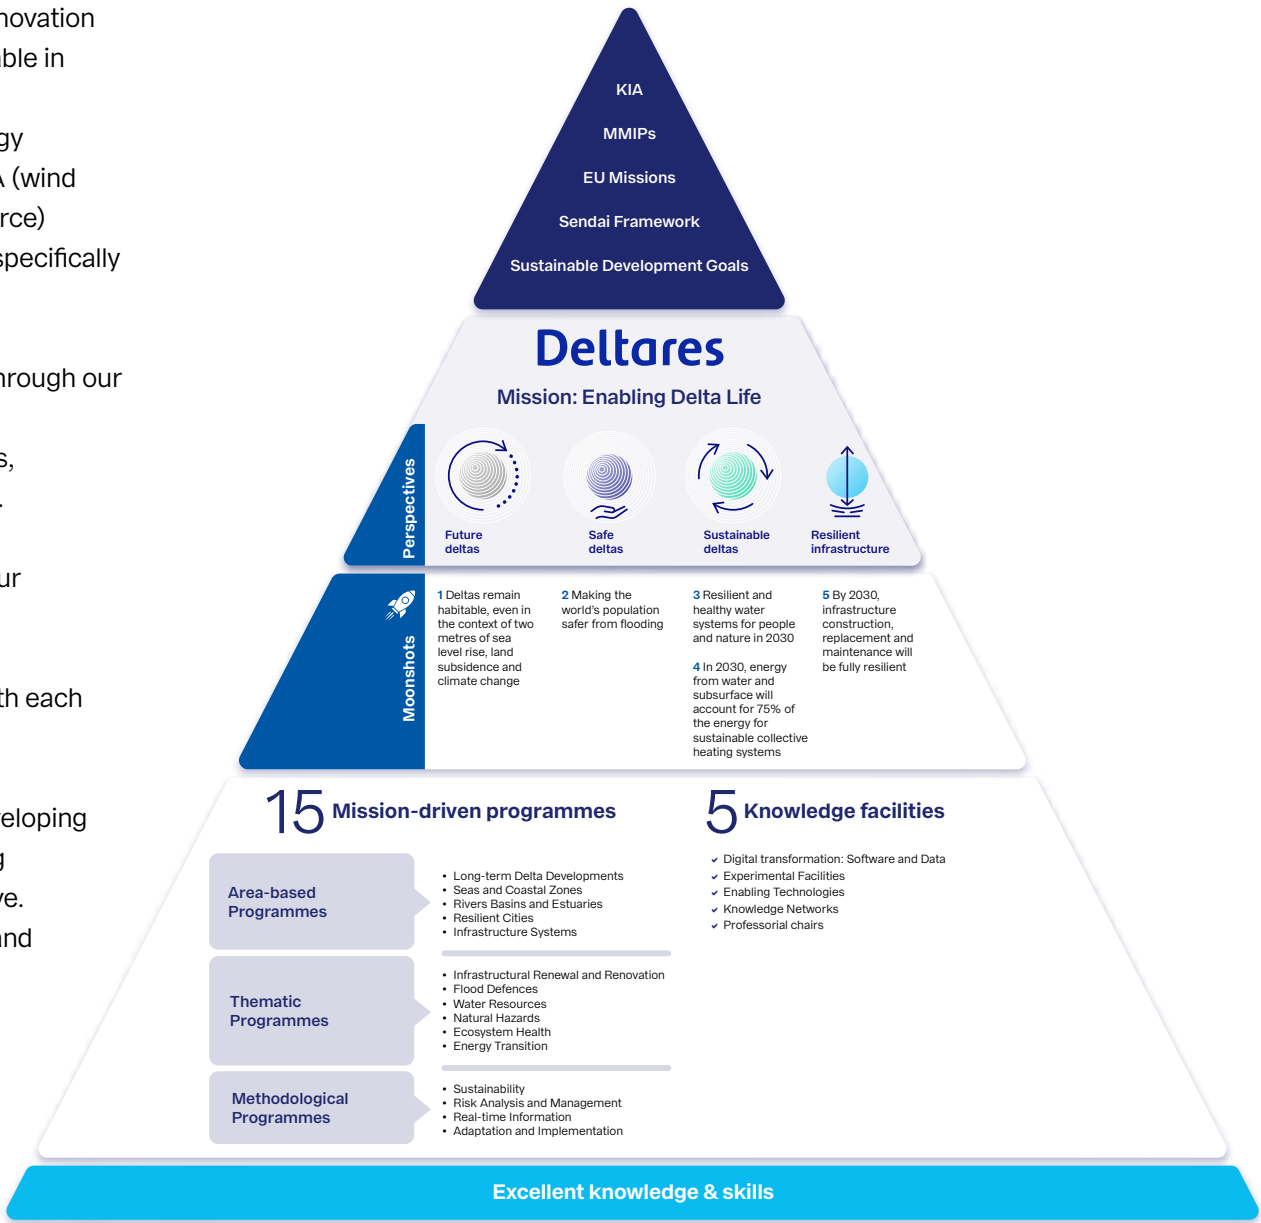 novation
able in
gy
A (wind
rce)
specifically
hrough our
s,
.
ur
th each
veloping
g
ve.
and
KIA
MMIPs
EU Missions
Sendai Framework
Sustainable Development Goals
Deltares
Mission: Enabling Delta Life
Perspectives
Future
deltas
Safe
deltas
Sustainable
deltas
Resilient
infrastructure
Moonshots
1 Deltas remain
habitable, even in
the context of two
metres of sea
level rise, land
subsidence and
climate change
2 Making the
world's population
safer from flooding
3 Resilient and
healthy water
systems for people
and nature in 2030
4 In 2030, energy
from water and
subsurface will
account for 75% of
the energy for
sustainable collective
heating systems
5 By 2030,
infrastructure
construction,
replacement and
maintenance will
be fully resilient
15 Mission-driven programmes
Area-based
Programmes
• Long-term Delta Developments
• Seas and Coastal Zones
• Rivers Basins and Estuaries
• Resilient Cities
• Infrastructure Systems
Thematic
Programmes
• Infrastructural Renewal and Renovation
• Flood Defences
• Water Resources
• Natural Hazards
• Ecosystem Health
• Energy Transition
Methodological
Programmes
• Sustainability
• Risk Analysis and Management
• Real-time Information
• Adaptation and Implementation
5 Knowledge facilities
Digital transformation: Software and Data
Experimental Facilities
Enabling Technologies
Knowledge Networks
Professorial chairs
Excellent knowledge & skills